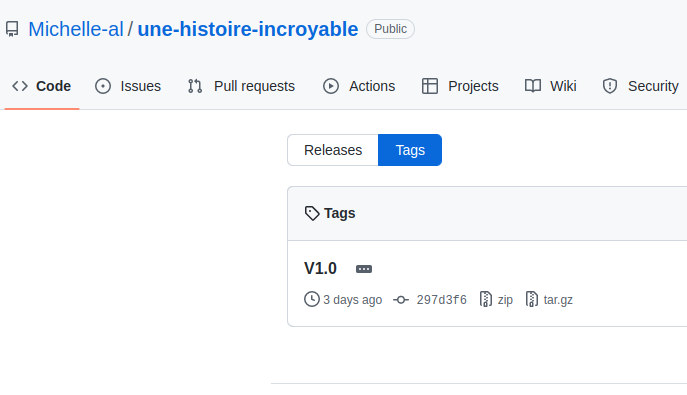 Michelle-al / une-histoire-incroyable Public
Code Issues Pull requests Actions Projects Wiki Security
Releases Tags
Tags
V1.0
3 days ago 297d3f6 zip tar.gz